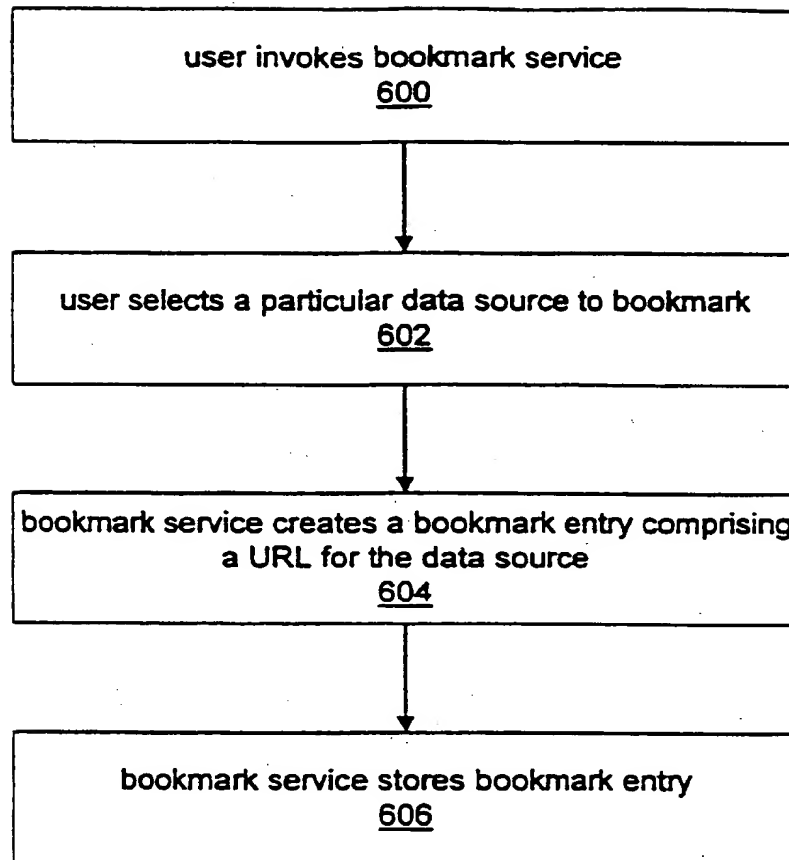 user invokes bookmark service
600
user selects a particular data source to bookmark
602
bookmark service creates a bookmark entry comprising
a URL for the data source
604
bookmark service stores bookmark entry
606